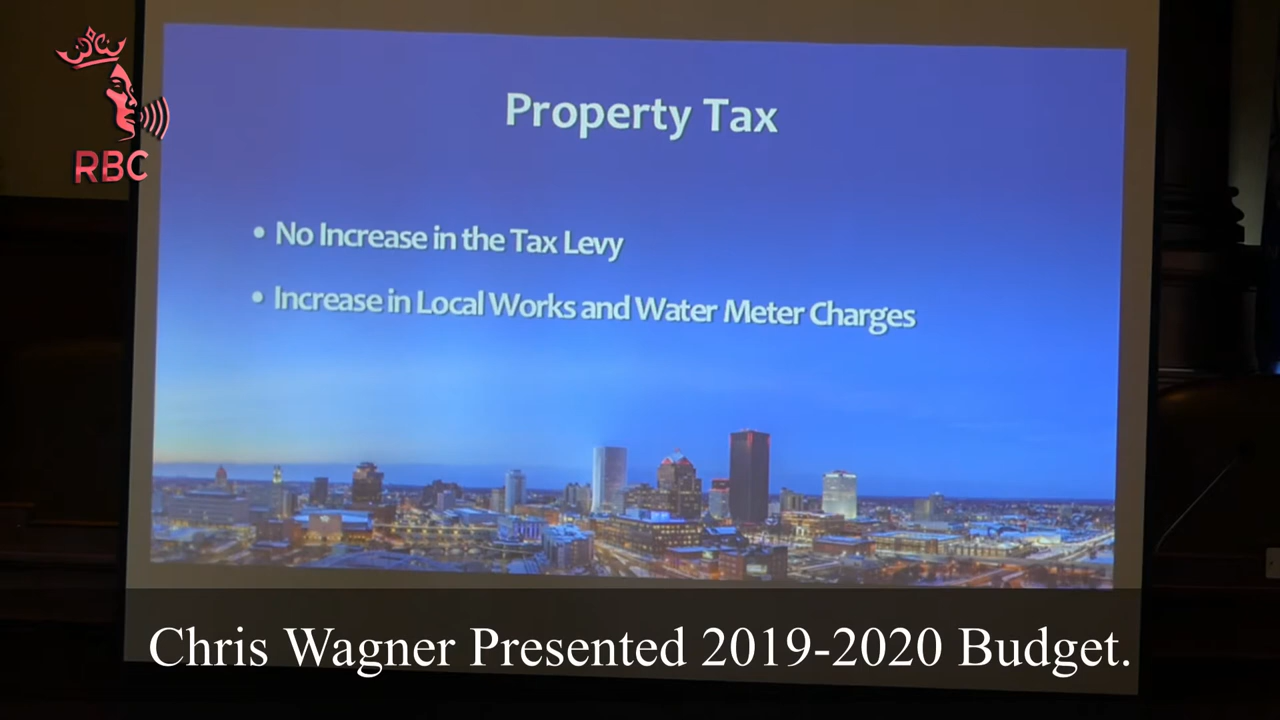 RBC
Property Tax
• No Increase in the Tax Levy
• Increase in Local Works and Water Meter Charges
Chris Wagner Presented 2019-2020 Budget.